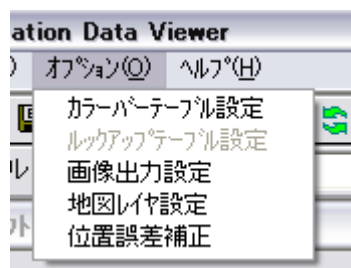 ation Data Viewer
) ｵﾌﾟｼｮﾝ(O) ﾍﾙﾌﾟ(H)
ｶﾗｰﾊﾞｰﾃｰﾌﾞﾙ設定
ﾙｯｸｱｯﾌﾟﾃｰﾌﾞﾙ設定
画像出力設定
地図ﾚｲﾔ設定
位置誤差補正